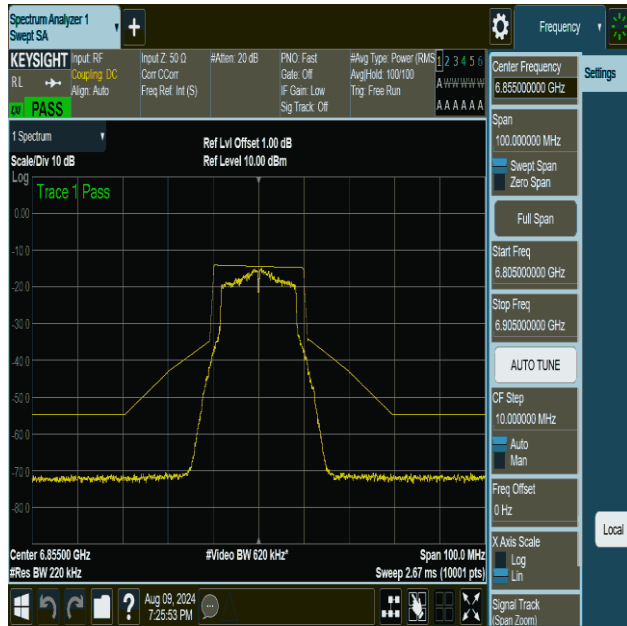 Spectrum Analyzer 1
Swept SA
+
Frequency
KEYSIGHT
RL
PASS
Input: RF
Coupling: DC
Align: Auto
Input Z: 50 Ω
Corr CCorr
Freq Ref: Int (S)
#Atten: 20 dB
PNO: Fast
Gate: Off
IF Gain: Low
Sig Track: Off
#Avg Type: Power (RMS
Avg|Hold: 100/100
Trig: Free Run
1 2 3 4 5 6
A W W W W W
A A A A A A
Center Frequency
6.855000000 GHz
Settings
Span
100.000000 MHz
Swept Span
Zero Span
Full Span
Start Freq
6.805000000 GHz
Stop Freq
6.905000000 GHz
AUTO TUNE
CF Step
10.000000 MHz
Auto
Man
Freq Offset
0 Hz
X Axis Scale
Log
Lin
Local
Signal Track
(Span Zoom)
1 Spectrum
Scale/Div 10 dB
Ref Lvl Offset 1.00 dB
Ref Level 10.00 dBm
Log
Trace 1 Pass
0.00
-10.0
-20.0
-30.0
-40.0
-50.0
-60.0
-70.0
-80.0
Center 6.85500 GHz
#Video BW 620 kHz*
Span 100.0 MHz
#Res BW 220 kHz
Sweep 2.67 ms (10001 pts)
?
Aug 09, 2024
7:25:53 PM